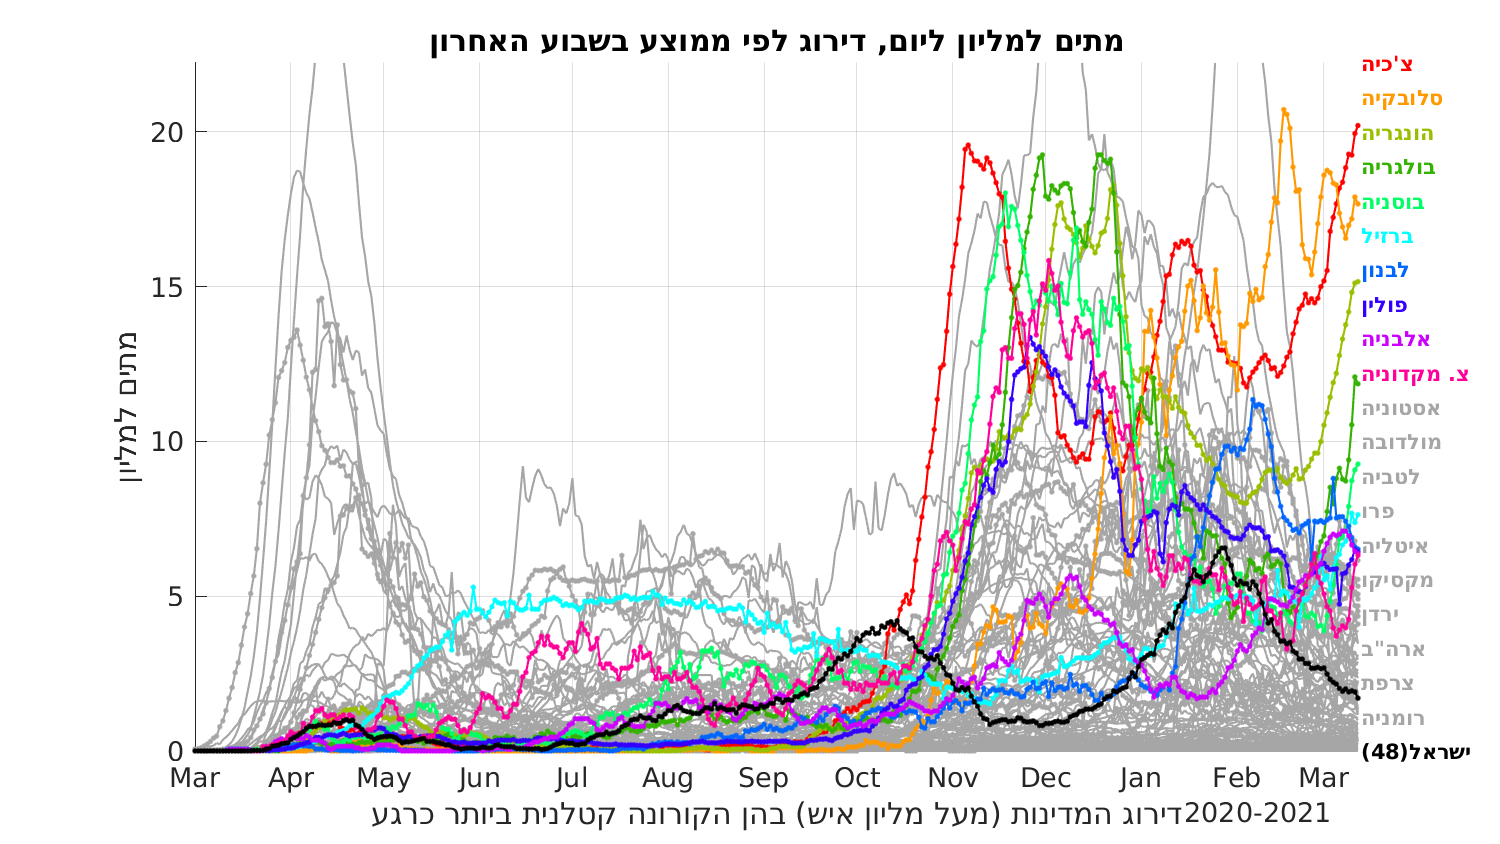 מתים למליון ליום, דירוג לפי ממוצע בשבוע האחרון
צ'כיה
סלובקיה
הונגריה
בולגריה
בוסניה
ברזיל
לבנון
פולין
אלבניה
צ. מקדוניה
אסטוניה
מולדובה
לטביה
פרו
איטליה
מקסיקו
ירדן
ארה"ב
צרפת
רומניה
ישראל(48)
מתים למליון
20
15
10
5
0
Mar Apr May Jun Jul Aug Sep Oct Nov Dec Jan Feb Mar
דירוג המדינות (מעל מליון איש) בהן הקורונה קטלנית ביותר כרגע2020-2021